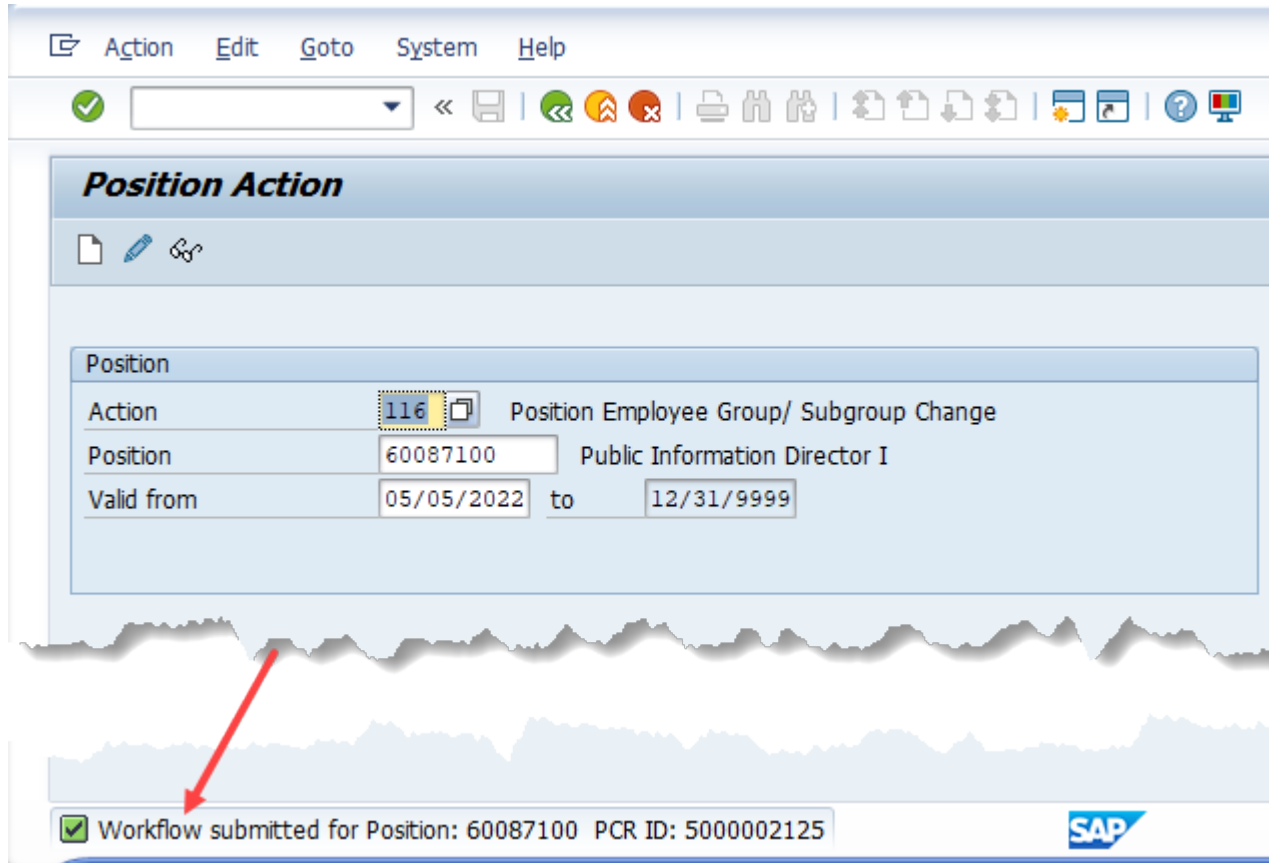 Action Edit Goto System Help
Position Action
Position
Action 116 Position Employee Group/ Subgroup Change
Position 60087100 Public Information Director I
Valid from 05/05/2022 to 12/31/9999
Workflow submitted for Position: 60087100 PCR ID: 5000002125
SAP